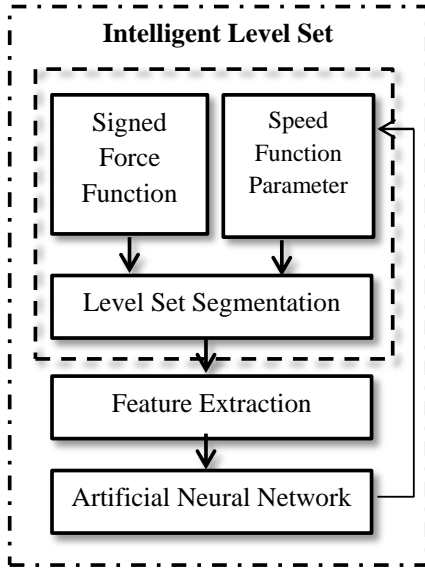 Intelligent Level Set
Signed
Force
Function
Speed
Function
Parameter
Level Set Segmentation
Feature Extraction
Artificial Neural Network